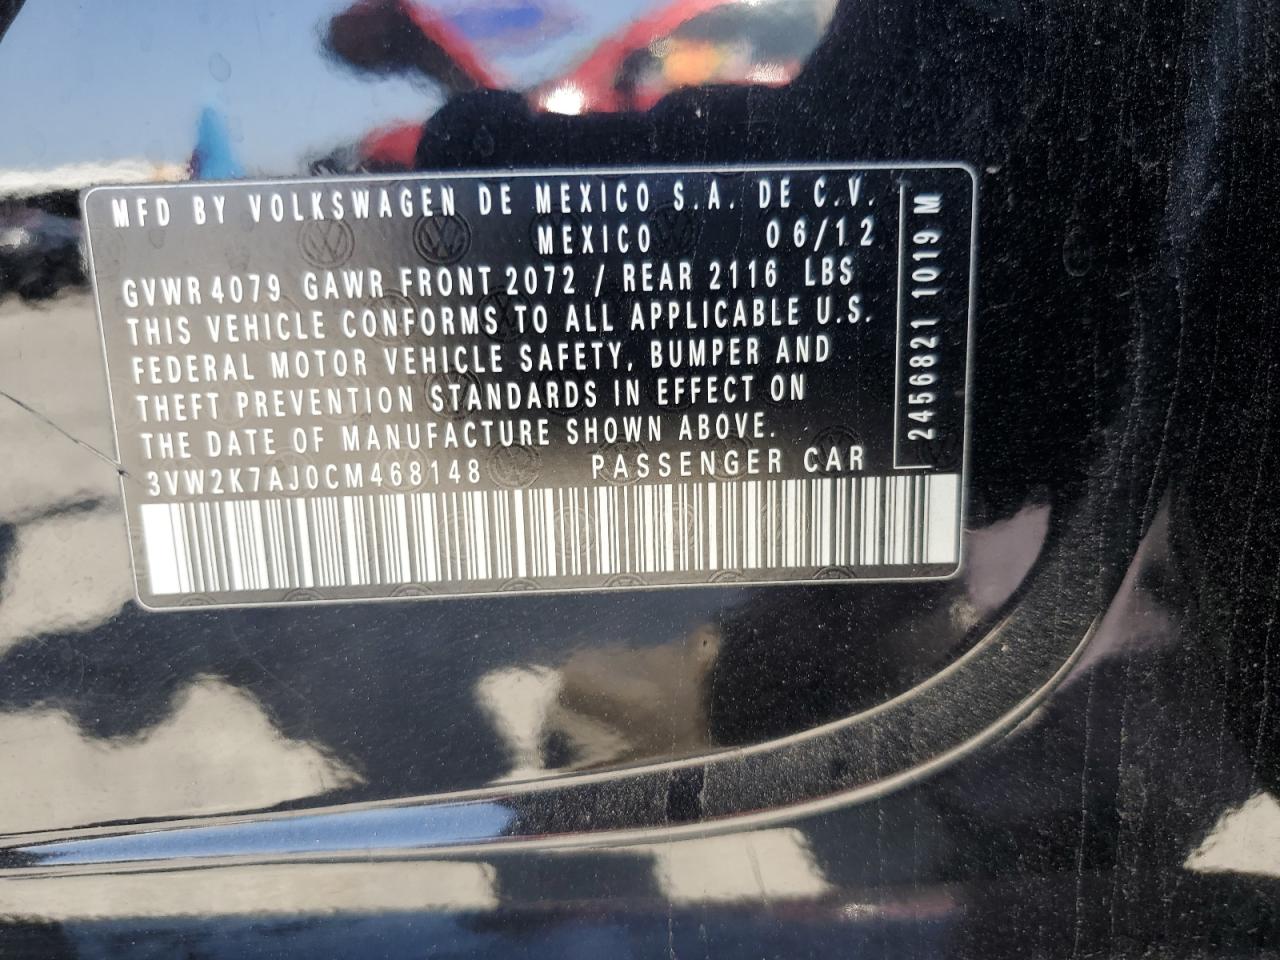 MFD BY VOLKSWAGEN DE MEXICO S.A. DE C.V.
MEXICO 06/12
GVWR 4079 GAWR FRONT 2072 / REAR 2116 LBS
THIS VEHICLE CONFORMS TO ALL APPLICABLE U.S.
FEDERAL MOTOR VEHICLE SAFETY, BUMPER AND
THEFT PREVENTION STANDARDS IN EFFECT ON
THE DATE OF MANUFACTURE SHOWN ABOVE.
3VW2K7AJ0CM468148 PASSENGER CAR
2456821 1019 M